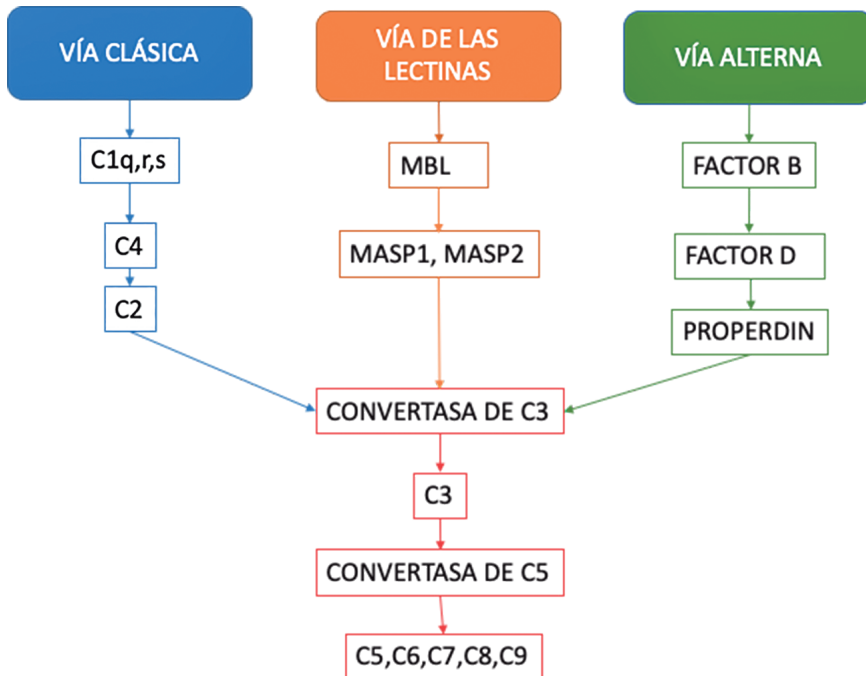 VÍA CLÁSICA
VÍA DE LAS
LECTINAS
VÍA ALTERNA
C1q,r,s
MBL
FACTOR B
C4
MASP1, MASP2
FACTOR D
C2
PROPERDIN
CONVERTASA DE C3
C3
CONVERTASA DE C5
C5,C6,C7,C8,C9